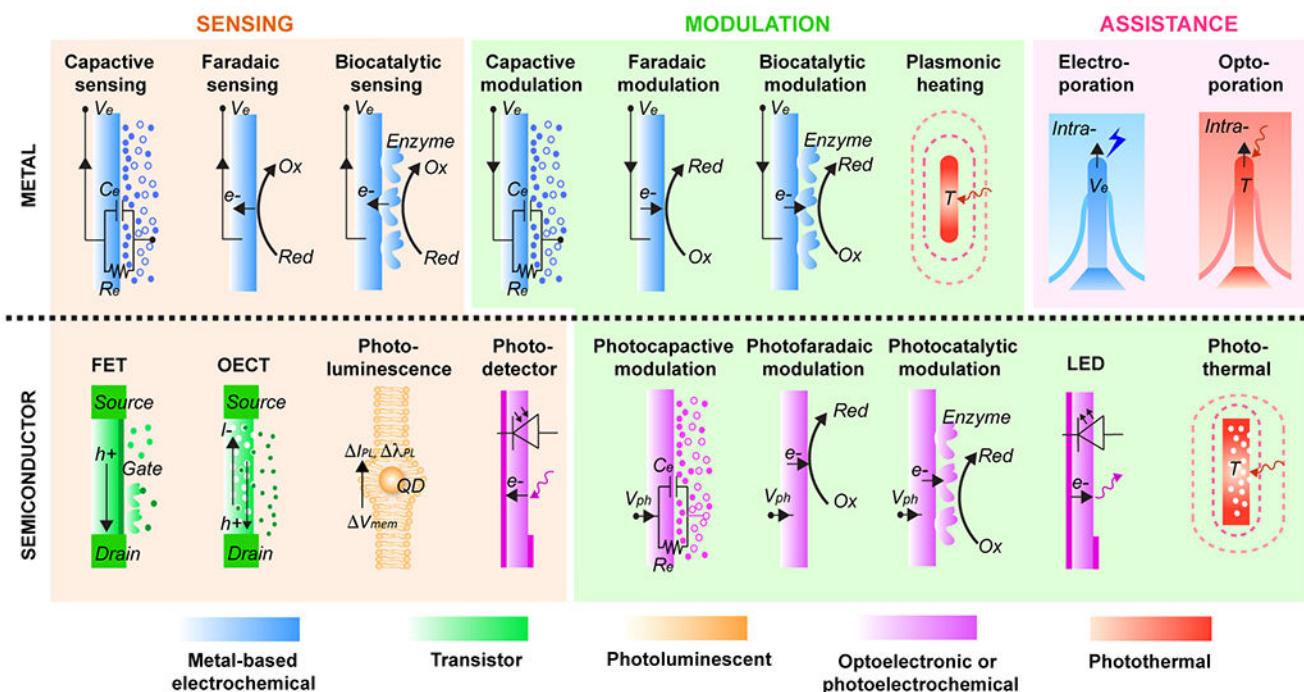 SENSING
MODULATION
ASSISTANCE
METAL
Capactive
sensing
Ve
Ce
Re
Faradaic
sensing
Ve
Ox
e-
Red
Biocatalytic
sensing
Ve
Enzyme
Ox
e-
Red
Capactive
modulation
Ve
Ce
Re
Faradaic
modulation
Ve
Red
e-
Ox
Biocatalytic
modulation
Ve
Enzyme
Red
e-
Ox
Plasmonic
heating
T
Electro-
poration
Intra-
Ve
Opto-
poration
Intra-
T
SEMICONDUCTOR
FET
Source
h+
Gate
Drain
OECT
Source
I-
h+
Drain
Photo-
luminescence
ΔIPL, ΔλPL
QD
ΔVmem
Photo-
detector
e-
Photocapactive
modulation
Ce
Vph
Re
Photofaradaic
modulation
Red
e-
Vph
Ox
Photocatalytic
modulation
Enzyme
Red
e-
Vph
Ox
LED
e-
Photo-
thermal
T
Metal-based
electrochemical
Transistor
Photoluminescent
Optoelectronic or
photoelectrochemical
Photothermal